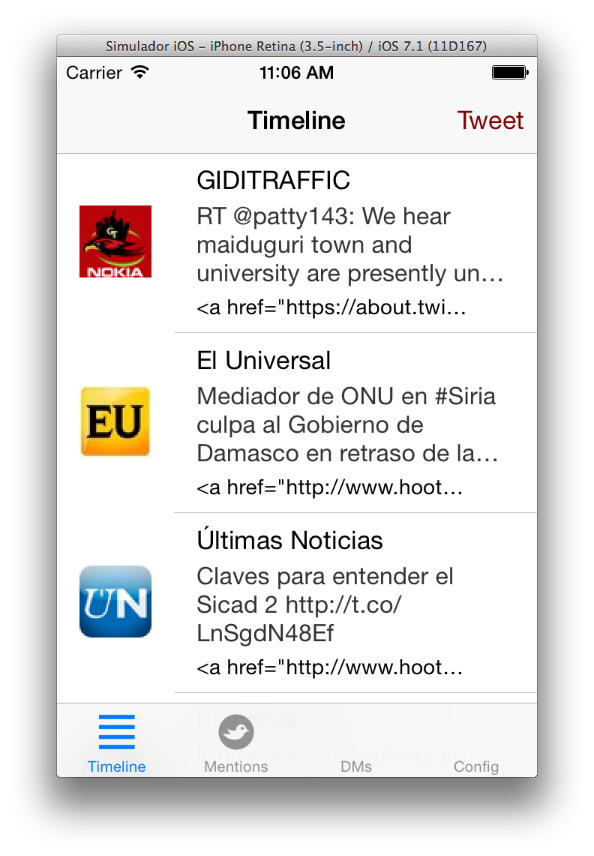 Simulador iOS – iPhone Retina (3.5-inch) / iOS 7.1 (11D167)
Carrier 11:06 AM
Timeline Tweet
GIDITRAFFIC
RT @patty143: We hear
maiduguri town and
university are presently un…
<a href="https://about.twi…
GT
NOKIA
El Universal
Mediador de ONU en #Siria
culpa al Gobierno de
Damasco en retraso de la…
<a href="http://www.hoot…
EU
Últimas Noticias
Claves para entender el
Sicad 2 http://t.co/
LnSgdN48Ef
<a href="http://www.hoot…
ÚN
Timeline Mentions DMs Config